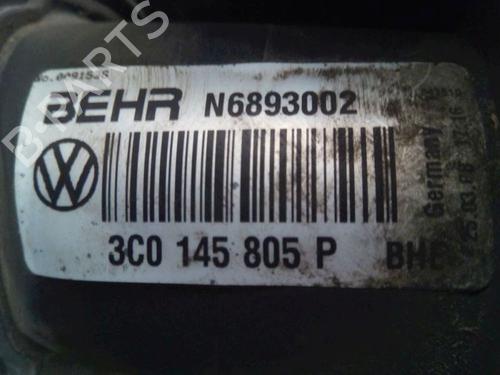 BEHR N6893002
3C0 145 805 P BHE
Germany
B-PARTS